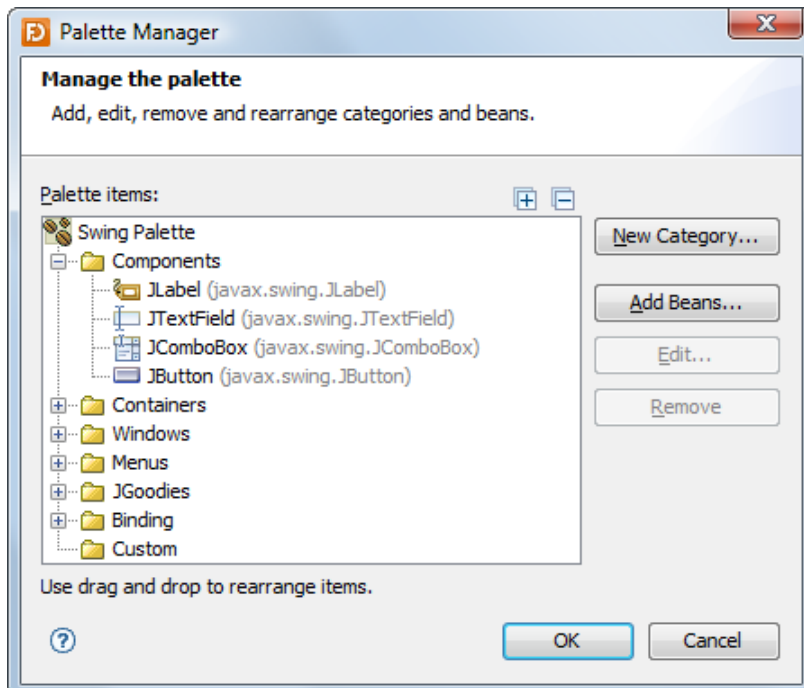 Palette Manager
Manage the palette
Add, edit, remove and rearrange categories and beans.
Palette items:
Swing Palette
Components
JLabel (javax.swing.JLabel)
JTextField (javax.swing.JTextField)
JComboBox (javax.swing.JComboBox)
JButton (javax.swing.JButton)
Containers
Windows
Menus
JGoodies
Binding
Custom
New Category...
Add Beans...
Edit...
Remove
Use drag and drop to rearrange items.
OK
Cancel